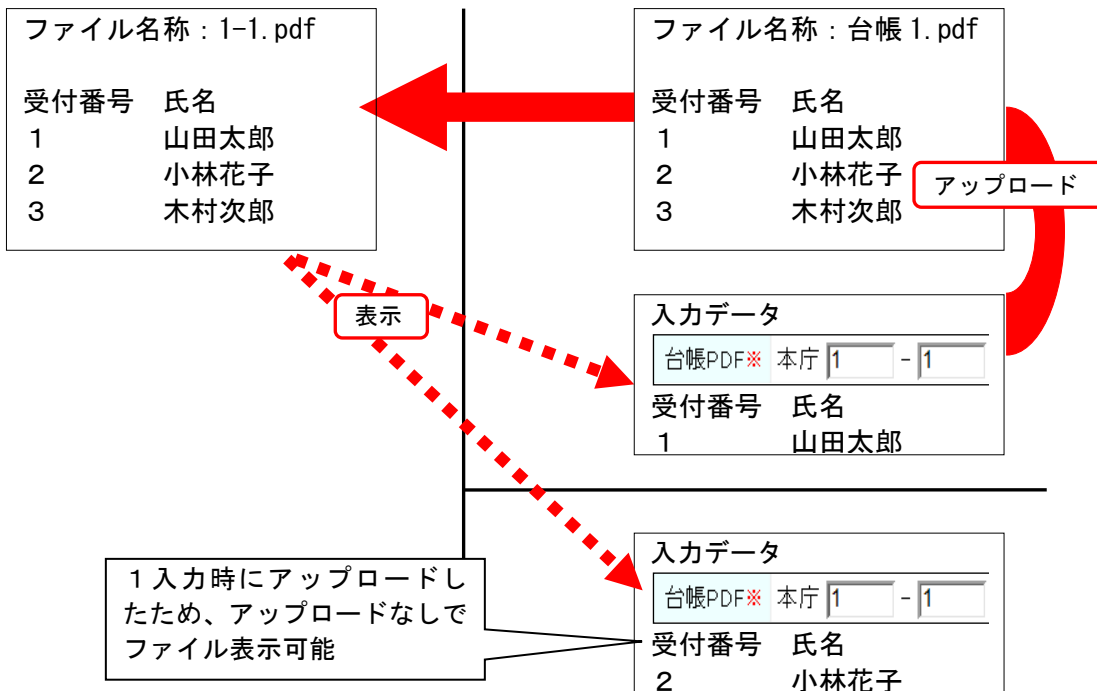 ファイル名称：1-1.pdf
受付番号　氏名
１　山田太郎
２　小林花子
３　木村次郎
ファイル名称：台帳1.pdf
受付番号　氏名
１　山田太郎
２　小林花子
３　木村次郎
アップロード
表示
入力データ
台帳PDF※ 本庁 1 - 1
受付番号　氏名
１　山田太郎
１入力時にアップロードし
たため、アップロードなしで
ファイル表示可能
入力データ
台帳PDF※ 本庁 1 - 1
受付番号　氏名
２　小林花子